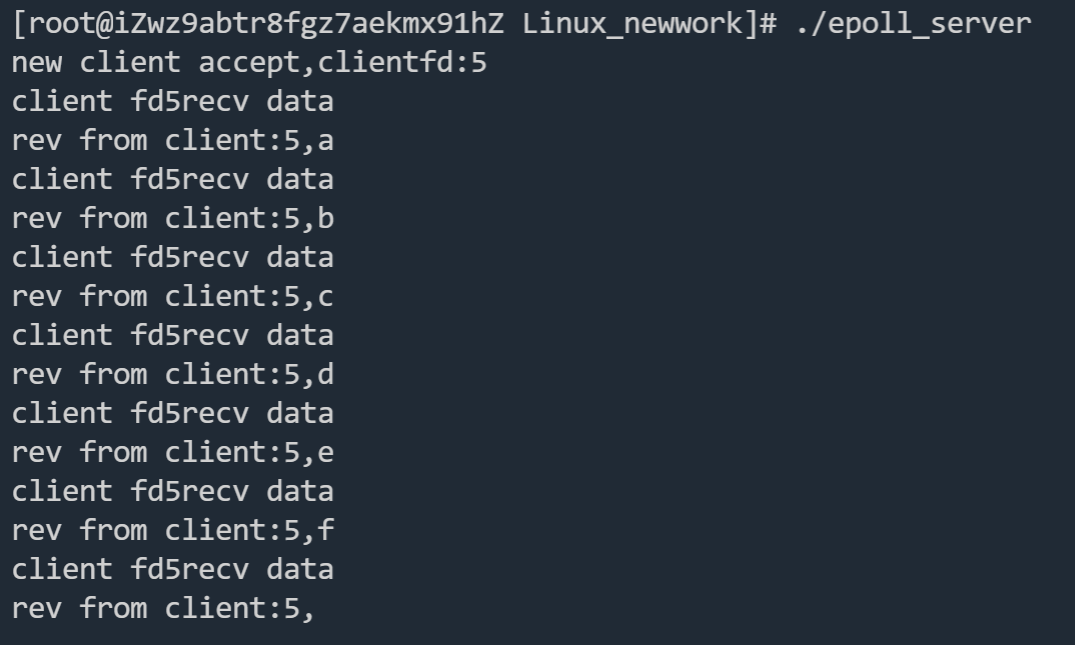 [root@iZwz9abtr8fgz7aekmx91hZ Linux_newwork]# ./epoll_server
new client accept,clientfd:5
client fd5recv data
rev from client:5,a
client fd5recv data
rev from client:5,b
client fd5recv data
rev from client:5,c
client fd5recv data
rev from client:5,d
client fd5recv data
rev from client:5,e
client fd5recv data
rev from client:5,f
client fd5recv data
rev from client:5,